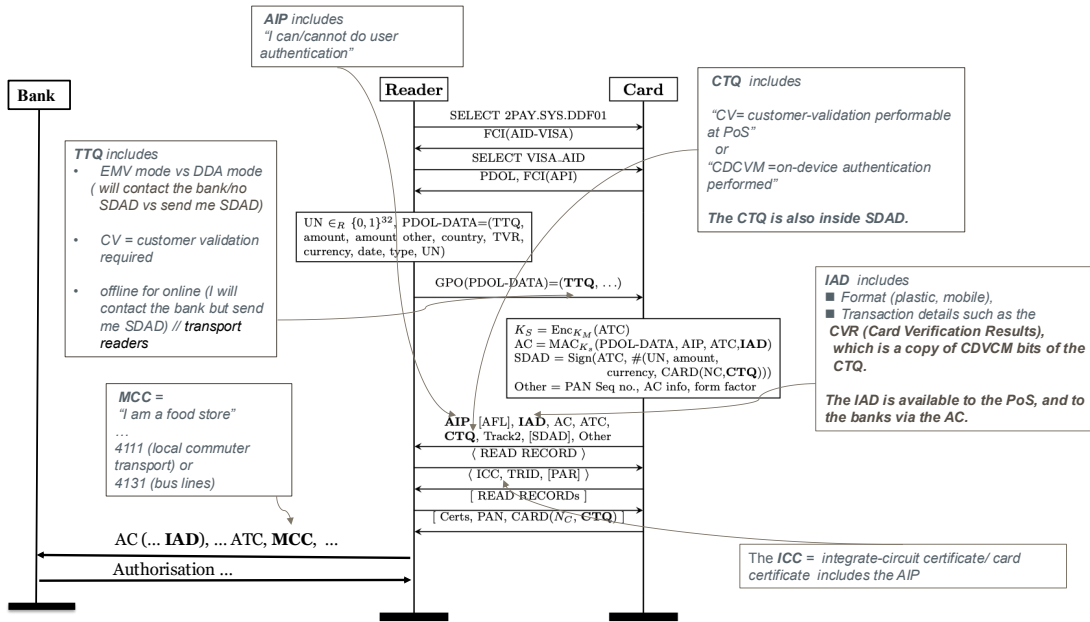 AIP includes
“I can/cannot do user
authentication”
Bank
Reader
Card
CTQ includes
“CV= customer-validation performable
at PoS”
or
“CDCVM =on-device authentication
performed”
The CTQ is also inside SDAD.
SELECT 2PAY.SYS.DDF01
FCI(AID-VISA)
SELECT VISA_AID
PDOL, FCI(API)
TTQ includes
• EMV mode vs DDA mode
( will contact the bank/no
SDAD vs send me SDAD)
• CV = customer validation
required
• offline for online (I will
contact the bank but send
me SDAD) // transport
readers
UN ∈R {0, 1}32, PDOL-DATA=(TTQ,
amount, amount other, country, TVR,
currency, date, type, UN)
GPO(PDOL-DATA)=(TTQ, …)
IAD includes
■ Format (plastic, mobile),
■ Transaction details such as the
CVR (Card Verification Results),
which is a copy of CDVCM bits of the
CTQ.
The IAD is available to the PoS, and to
the banks via the AC.
KS = EncKM(ATC)
AC = MACKs(PDOL-DATA, AIP, ATC,IAD)
SDAD = Sign(ATC, #(UN, amount,
currency, CARD(NC,CTQ)))
Other = PAN Seq no., AC info, form factor
MCC =
“I am a food store”
…
4111 (local commuter
transport) or
4131 (bus lines)
AIP, [AFL], IAD, AC, ATC,
CTQ, Track2, [SDAD], Other
⟨ READ RECORD ⟩
⟨ ICC, TRID, [PAR] ⟩
[ READ RECORDs ]
[ Certs, PAN, CARD(NC, CTQ) ]
AC (… IAD), … ATC, MCC, …
Authorisation …
The ICC = integrate-circuit certificate/ card
certificate includes the AIP